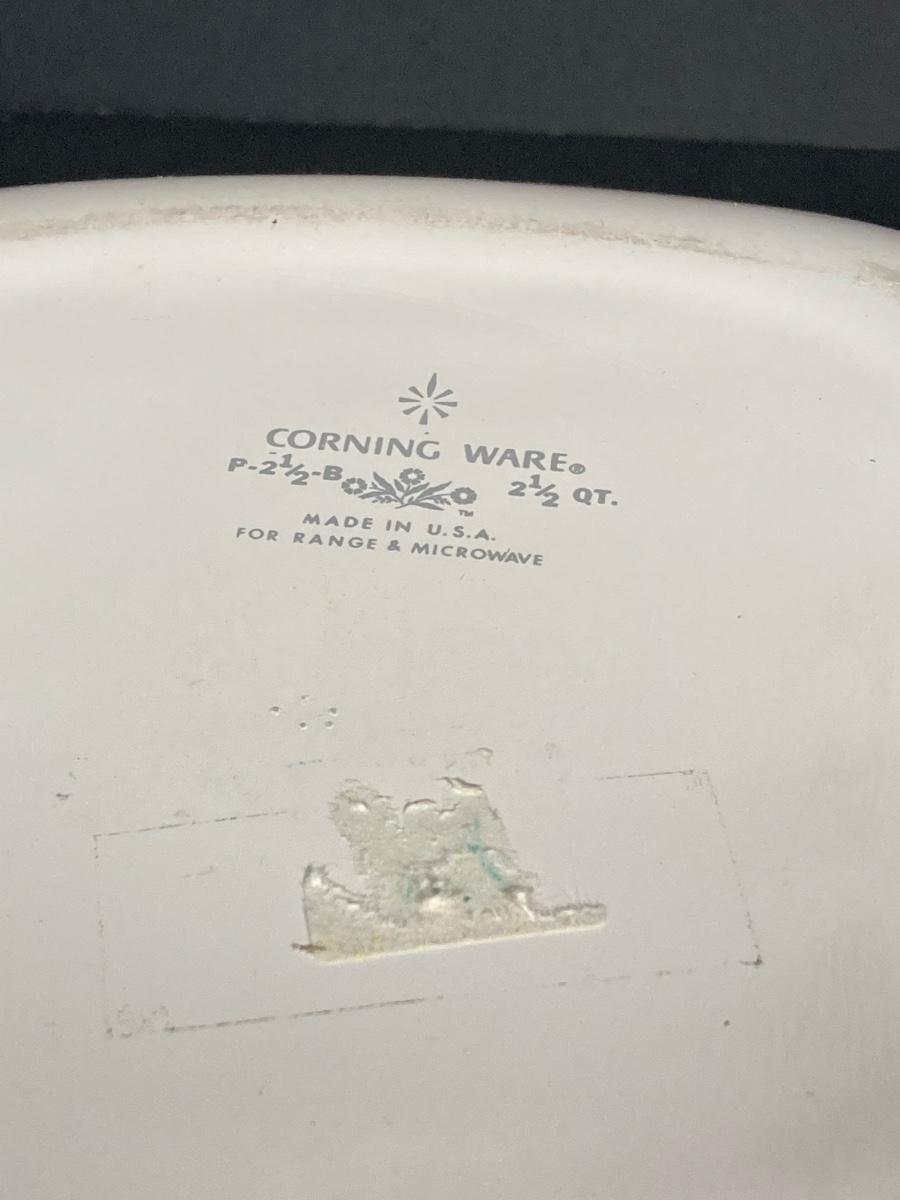 CORNING WARE®
P-2½-B 2½ QT.
TM
MADE IN U.S.A.
FOR RANGE & MICROWAVE